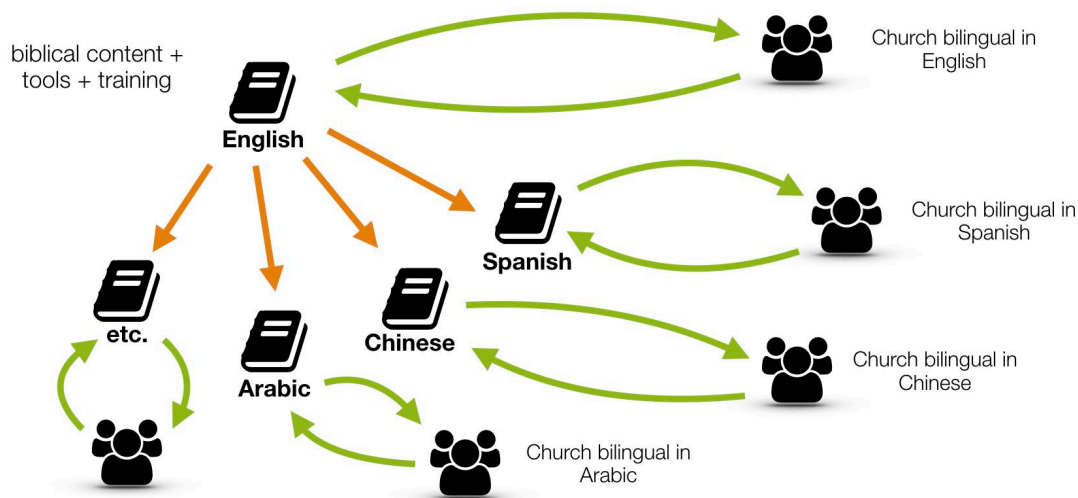 biblical content +
tools + training
English
Church bilingual in
English
Spanish
Church bilingual in
Spanish
etc.
Chinese
Church bilingual in
Chinese
Arabic
Church bilingual in
Arabic